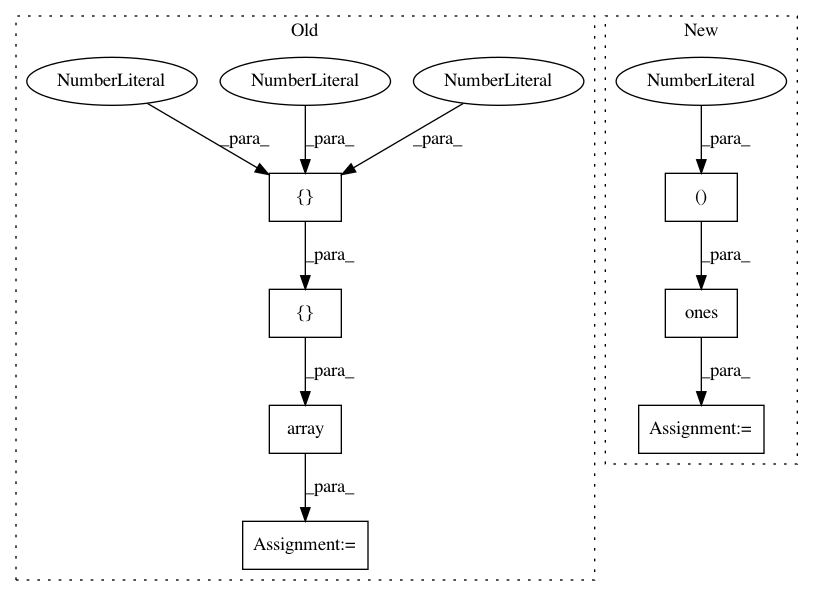 Old
New
NumberLiteral
NumberLiteral
NumberLiteral
NumberLiteral
_para_
_para_
_para_
_para_
{}
()
_para_
_para_
{}
ones
_para_
_para_
array
Assignment:=
_para_
Assignment:=